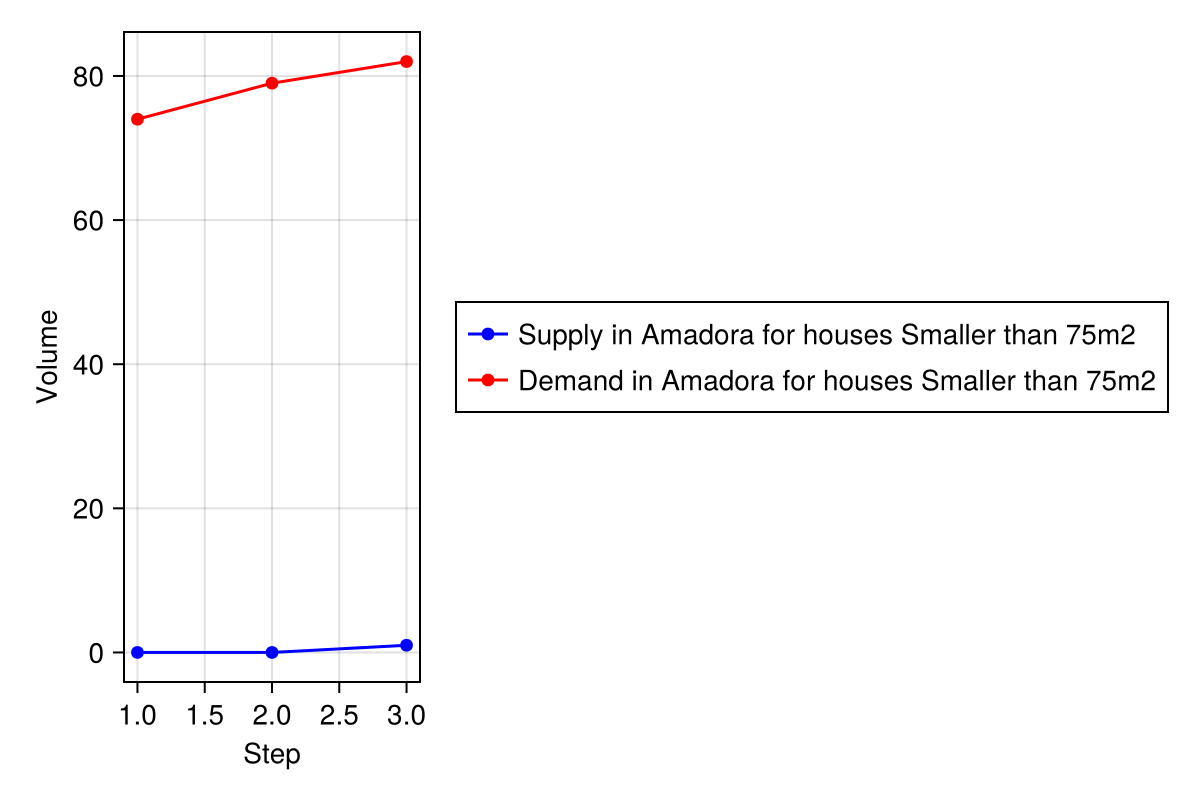 80
60
40
20
0
Volume
1.0 1.5 2.0 2.5 3.0
Step
Supply in Amadora for houses Smaller than 75m2
Demand in Amadora for houses Smaller than 75m2